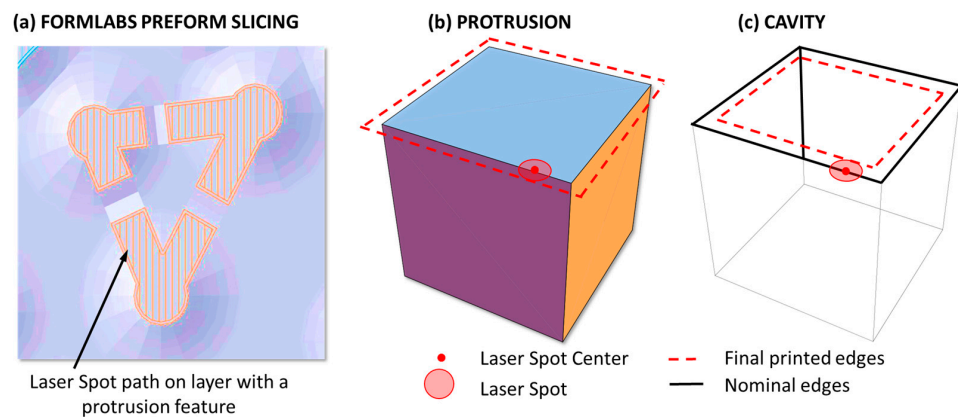 (a) FORMLABS PREFORM SLICING
(b) PROTRUSION
(c) CAVITY
Laser Spot path on layer with a
protrusion feature
Laser Spot Center
Laser Spot
Final printed edges
Nominal edges